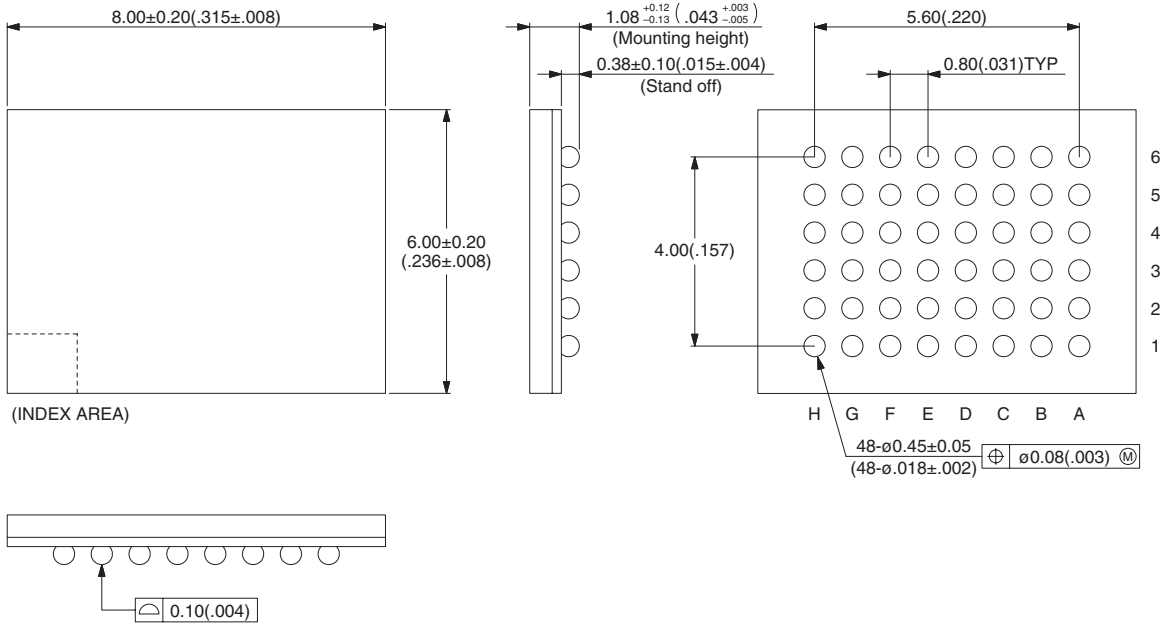 8.00±0.20(.315±.008)
1.08 +0.12 −0.13 (.043 +.003 −.005)
(Mounting height)
0.38±0.10(.015±.004)
(Stand off)
5.60(.220)
0.80(.031)TYP
6.00±0.20
(.236±.008)
4.00(.157)
6
5
4
3
2
1
(INDEX AREA)
H G F E D C B A
48-ø0.45±0.05
(48-ø.018±.002)
⌖ ø0.08(.003) Ⓜ
⌓ 0.10(.004)